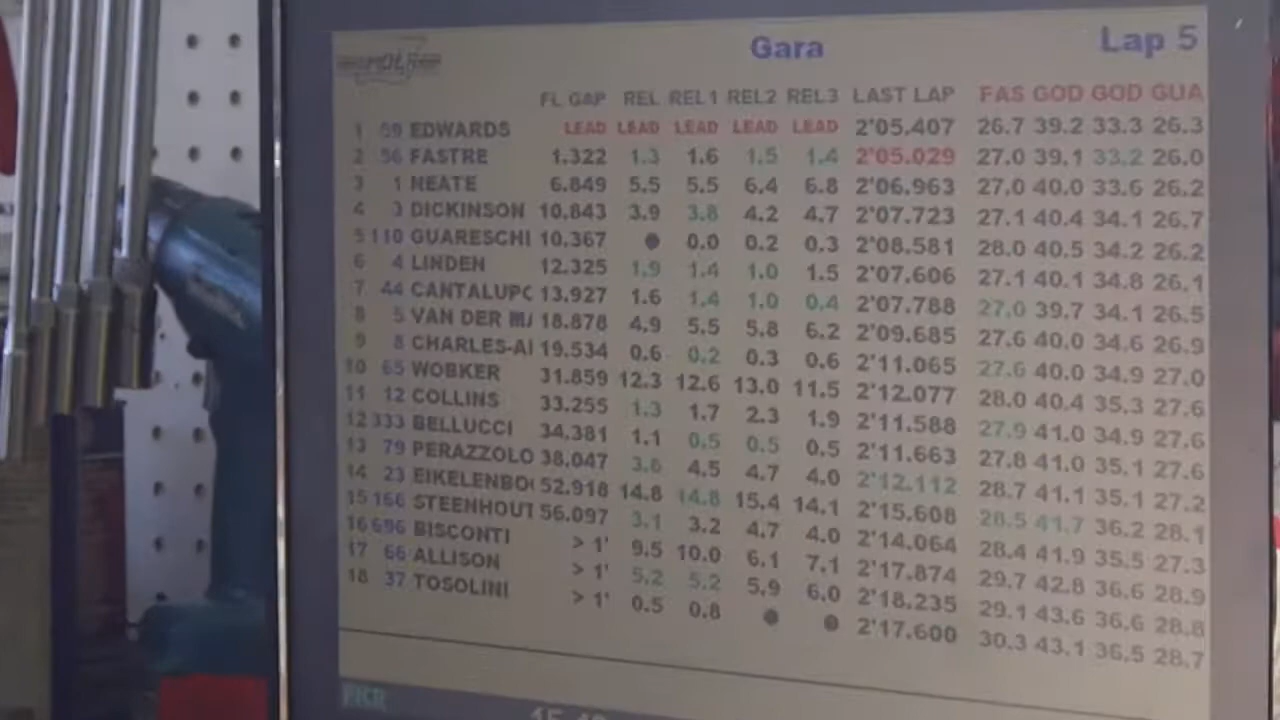 Gara Lap 5
FL GAP REL REL1 REL2 REL3 LAST LAP FAS GOD GOD GUA
1 59 EDWARDS LEAD LEAD LEAD LEAD LEAD 2'05.407 26.7 39.2 33.3 26.3
2 56 FASTRE 1.322 1.3 1.6 1.5 1.4 2'05.029 27.0 39.1 33.2 26.0
3 1 NEATE 6.849 5.5 5.5 6.4 6.8 2'06.963 27.0 40.0 33.6 26.2
4 3 DICKINSON 10.843 3.9 3.8 4.2 4.7 2'07.723 27.1 40.4 34.1 26.7
5 110 GUARESCHI 10.367 0.0 0.2 0.3 2'08.581 28.0 40.5 34.2 26.2
6 4 LINDEN 12.325 1.9 1.4 1.0 1.5 2'07.606 27.1 40.1 34.8 26.1
7 44 CANTALUPO 13.927 1.6 1.4 1.0 0.4 2'07.788 27.0 39.7 34.1 26.5
8 5 VAN DER MA 18.878 4.9 5.5 5.8 6.2 2'09.685 27.6 40.0 34.6 26.9
9 8 CHARLES-AI 19.534 0.6 0.2 0.3 0.6 2'11.065 27.6 40.0 34.9 27.0
10 65 WOBKER 31.859 12.3 12.6 13.0 11.5 2'12.077 28.0 40.4 35.3 27.6
11 12 COLLINS 33.255 1.3 1.7 2.3 1.9 2'11.588 27.9 41.0 34.9 27.6
12 333 BELLUCCI 34.381 1.1 0.5 0.5 0.5 2'11.663 27.8 41.0 35.1 27.6
13 79 PERAZZOLO 38.047 3.6 4.5 4.7 4.0 2'12.112 28.7 41.1 35.1 27.2
14 23 EIKELENBO 52.918 14.8 14.8 15.4 14.1 2'15.608 28.5 41.7 36.2 28.1
15 166 STEENHOUT 56.097 3.1 3.2 4.7 4.0 2'14.064 28.4 41.9 35.5 27.3
16 696 BISCONTI > 1' 9.5 10.0 6.1 7.1 2'17.874 29.7 42.8 36.6 28.9
17 66 ALLISON > 1' 5.2 5.2 5.9 6.0 2'18.235 29.1 43.6 36.6 28.8
18 37 TOSOLINI > 1' 0.5 0.8 2'17.600 30.3 43.1 36.5 28.7